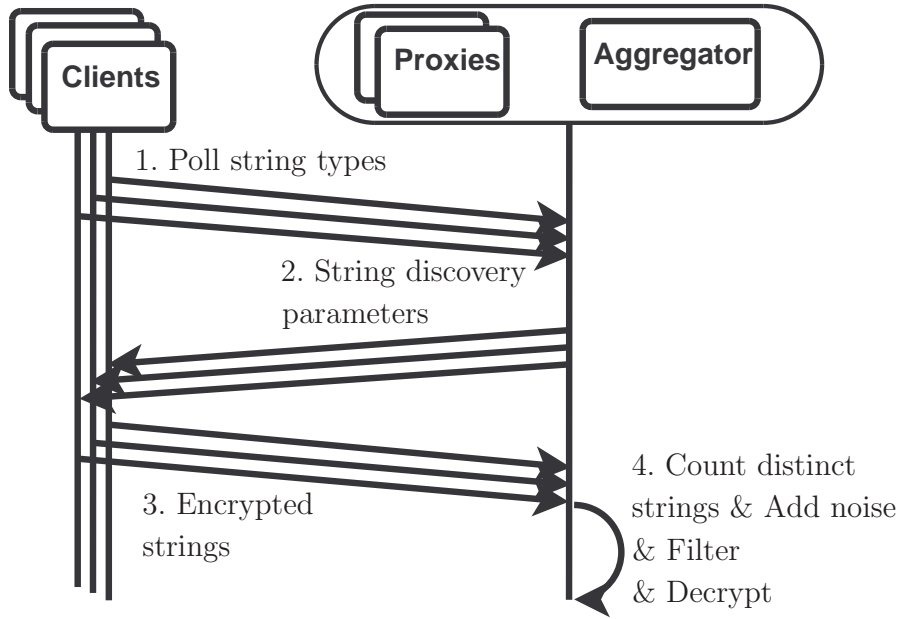 Clients
Proxies
Aggregator
1. Poll string types
2. String discovery
parameters
3. Encrypted
strings
4. Count distinct
strings & Add noise
& Filter
& Decrypt